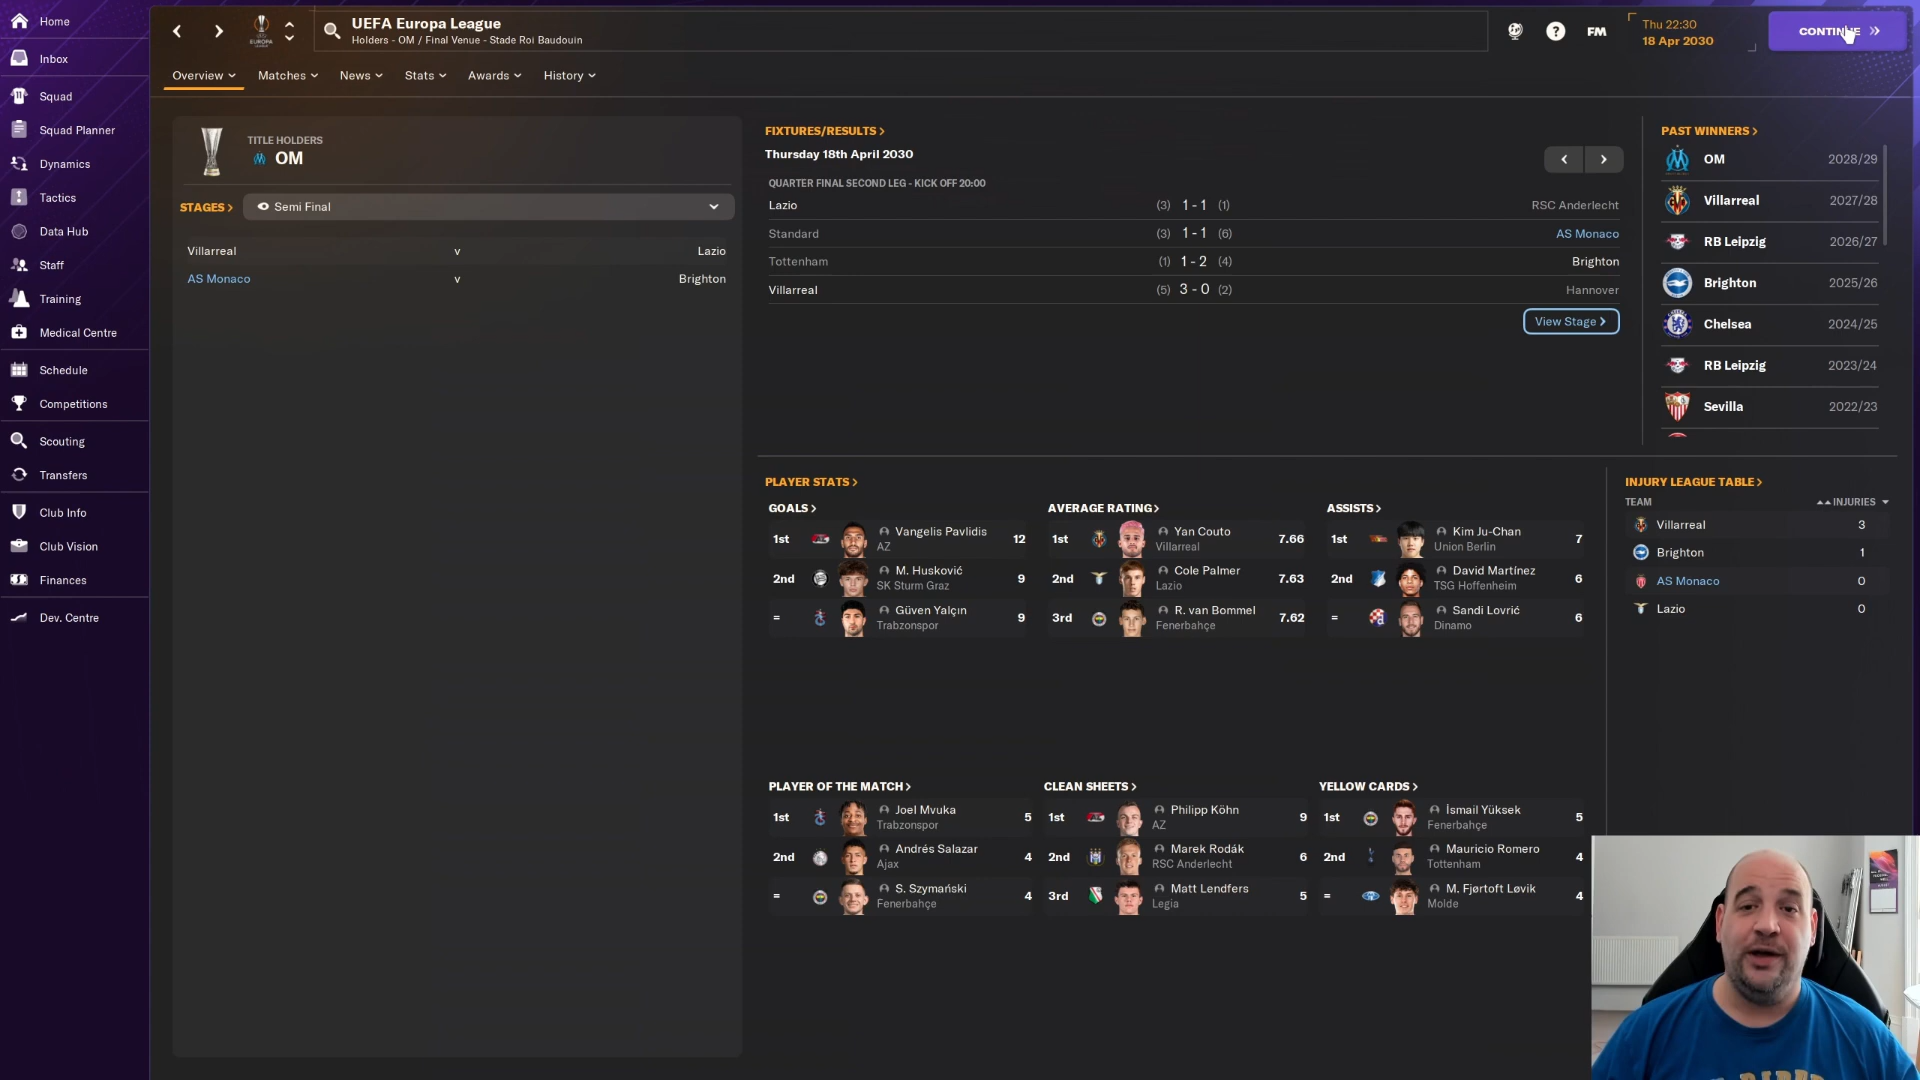 Home
Inbox
Squad
Squad Planner
Dynamics
Tactics
Data Hub
Staff
Training
Medical Centre
Schedule
Competitions
Scouting
Transfers
Club Info
Club Vision
Finances
Dev. Centre
UEFA Europa League
Holders - OM / Final Venue - Stade Roi Baudouin
FM
Thu 22:30
18 Apr 2030
CONTINUE
Overview
Matches
News
Stats
Awards
History
TITLE HOLDERS
OM
STAGES
Semi Final
Villarreal v Lazio
AS Monaco v Brighton
FIXTURES/RESULTS
Thursday 18th April 2030
QUARTER FINAL SECOND LEG - KICK OFF 20:00
Lazio (3) 1 - 1 (1) RSC Anderlecht
Standard (3) 1 - 1 (6) AS Monaco
Tottenham (1) 1 - 2 (4) Brighton
Villarreal (5) 3 - 0 (2) Hannover
View Stage
PAST WINNERS
OM 2028/29
Villarreal 2027/28
RB Leipzig 2026/27
Brighton 2025/26
Chelsea 2024/25
RB Leipzig 2023/24
Sevilla 2022/23
PLAYER STATS
GOALS
1st Vangelis Pavlidis 12
AZ
2nd M. Husković 9
SK Sturm Graz
= Güven Yalçın 9
Trabzonspor
AVERAGE RATING
1st Yan Couto 7.66
Villarreal
2nd Cole Palmer 7.63
Lazio
3rd R. van Bommel 7.62
Fenerbahçe
ASSISTS
1st Kim Ju-Chan 7
Union Berlin
2nd David Martínez 6
TSG Hoffenheim
= Sandi Lovrić 6
Dinamo
INJURY LEAGUE TABLE
TEAM INJURIES
Villarreal 3
Brighton 1
AS Monaco 0
Lazio 0
PLAYER OF THE MATCH
1st Joel Mvuka 5
Trabzonspor
2nd Andrés Salazar 4
Ajax
= S. Szymański 4
Fenerbahçe
CLEAN SHEETS
1st Philipp Köhn 9
AZ
2nd Marek Rodák 6
RSC Anderlecht
3rd Matt Lendfers 5
Legia
YELLOW CARDS
1st İsmail Yüksek 5
Fenerbahçe
2nd Mauricio Romero 4
Tottenham
= M. Fjørtoft Løvik 4
Molde